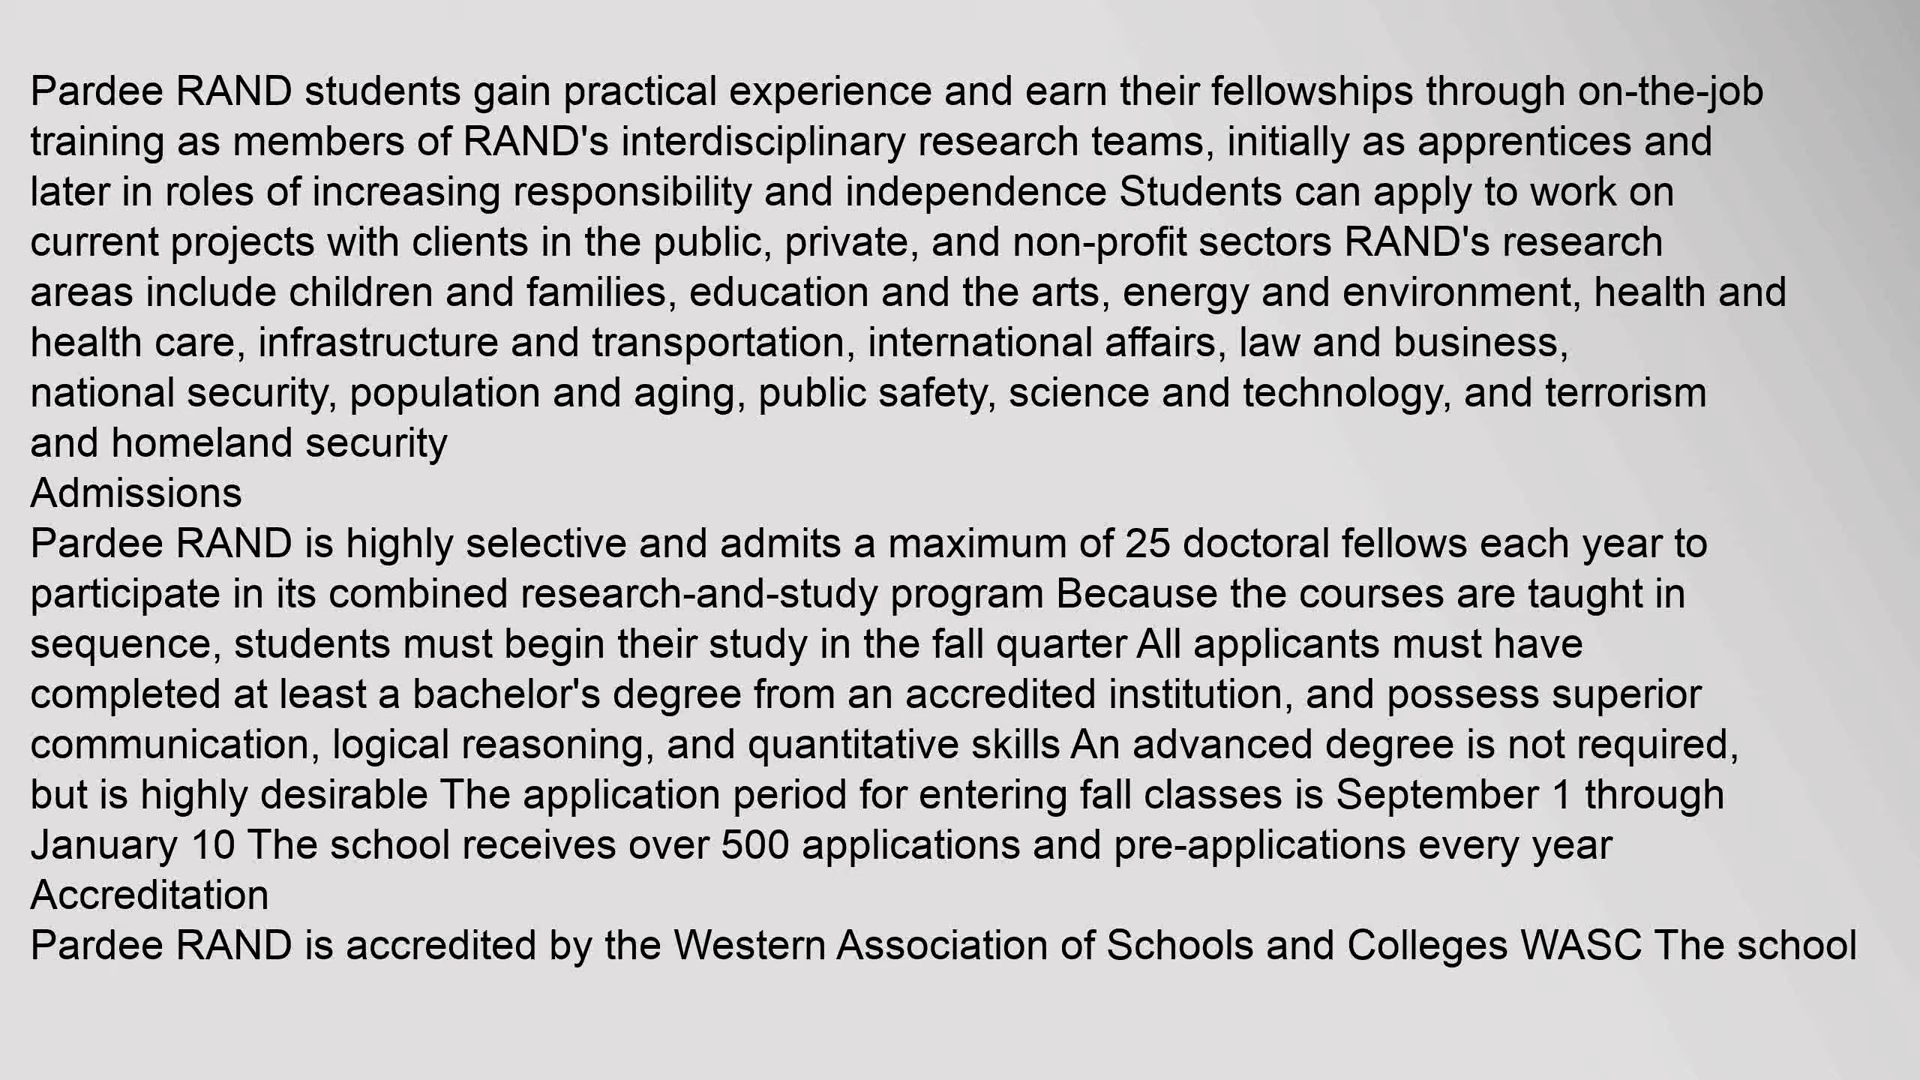 Pardee RAND students gain practical experience and earn their fellowships through on-the-job
training as members of RAND's interdisciplinary research teams, initially as apprentices and
later in roles of increasing responsibility and independence Students can apply to work on
current projects with clients in the public, private, and non-profit sectors RAND's research
areas include children and families, education and the arts, energy and environment, health and
health care, infrastructure and transportation, international affairs, law and business,
national security, population and aging, public safety, science and technology, and terrorism
and homeland security
Admissions
Pardee RAND is highly selective and admits a maximum of 25 doctoral fellows each year to
participate in its combined research-and-study program Because the courses are taught in
sequence, students must begin their study in the fall quarter All applicants must have
completed at least a bachelor's degree from an accredited institution, and possess superior
communication, logical reasoning, and quantitative skills An advanced degree is not required,
but is highly desirable The application period for entering fall classes is September 1 through
January 10 The school receives over 500 applications and pre-applications every year
Accreditation
Pardee RAND is accredited by the Western Association of Schools and Colleges WASC The school